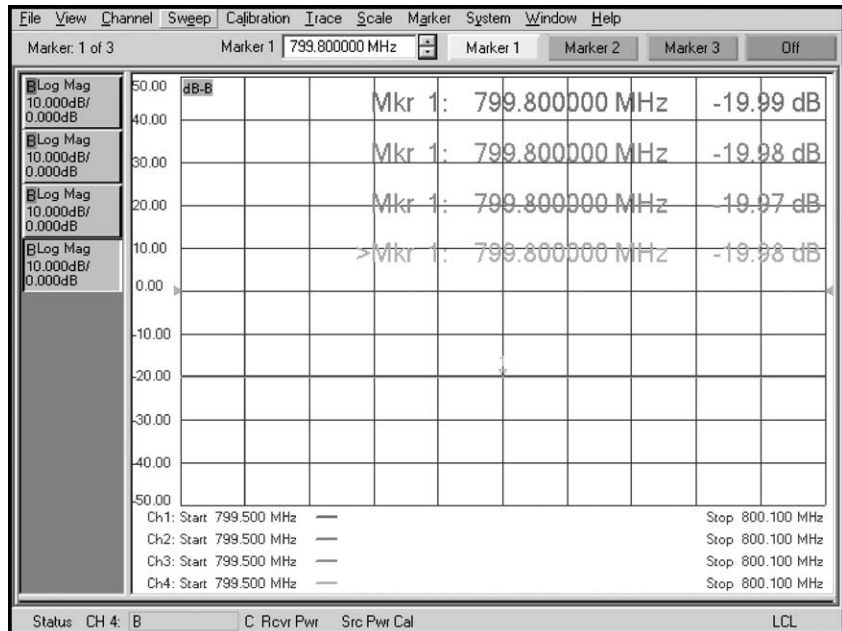 File View Channel Sweep Calibration Trace Scale Marker System Window Help
Marker: 1 of 3 Marker 1 799.800000 MHz Marker 1 Marker 2 Marker 3 Off
BLog Mag
10.000dB/
0.000dB
BLog Mag
10.000dB/
0.000dB
BLog Mag
10.000dB/
0.000dB
BLog Mag
10.000dB/
0.000dB
50.00 dB-B
40.00
30.00
20.00
10.00
0.00
-10.00
-20.00
-30.00
-40.00
-50.00
Mkr 1: 799.800000 MHz -19.99 dB
Mkr 1: 799.800000 MHz -19.98 dB
Mkr 1: 799.800000 MHz -19.97 dB
>Mkr 1: 799.800000 MHz -19.98 dB
Ch1: Start 799.500 MHz Stop 800.100 MHz
Ch2: Start 799.500 MHz Stop 800.100 MHz
Ch3: Start 799.500 MHz Stop 800.100 MHz
Ch4: Start 799.500 MHz Stop 800.100 MHz
Status CH 4: B C Rcvr Pwr Src Pwr Cal LCL